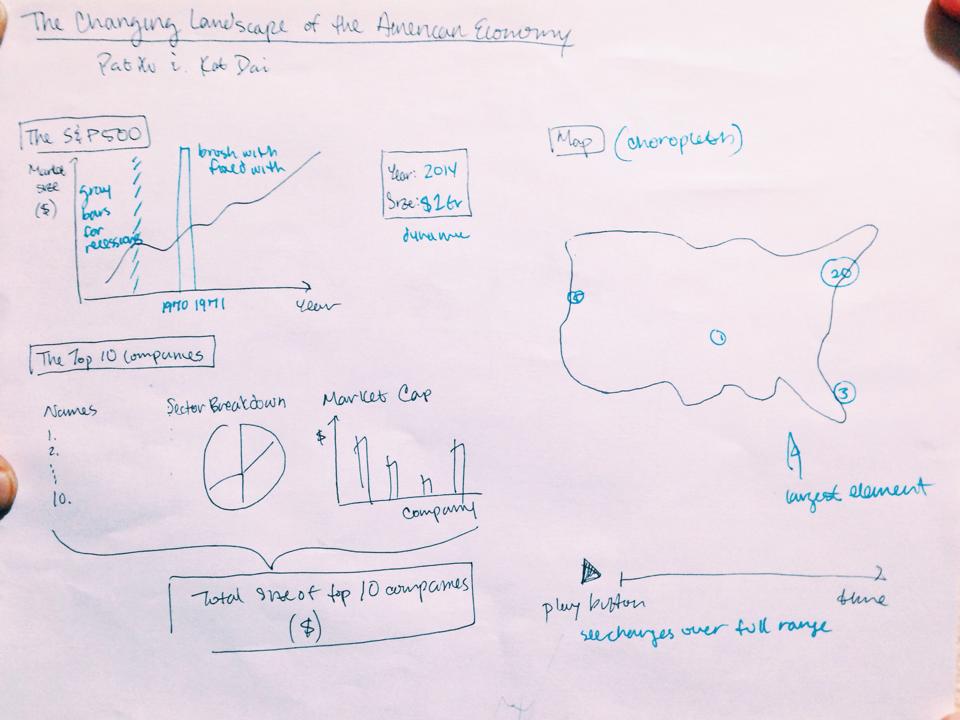 The Changing Landscape of the American Economy
Pat Xu i. Kat Dai
The S&P500
Market
size
($)
gray
bars
for
recessions
brush with
fixed with
1970 1971
Year
Year: 2014
Size: $1tr
dynamic
The Top 10 companies
Names
1.
2.
10.
Sector Breakdown
Market Cap
$
company
Total size of top 10 companies
($)
Map (choropleth)
20
1
3
largest element
play button
time
see changes over full range